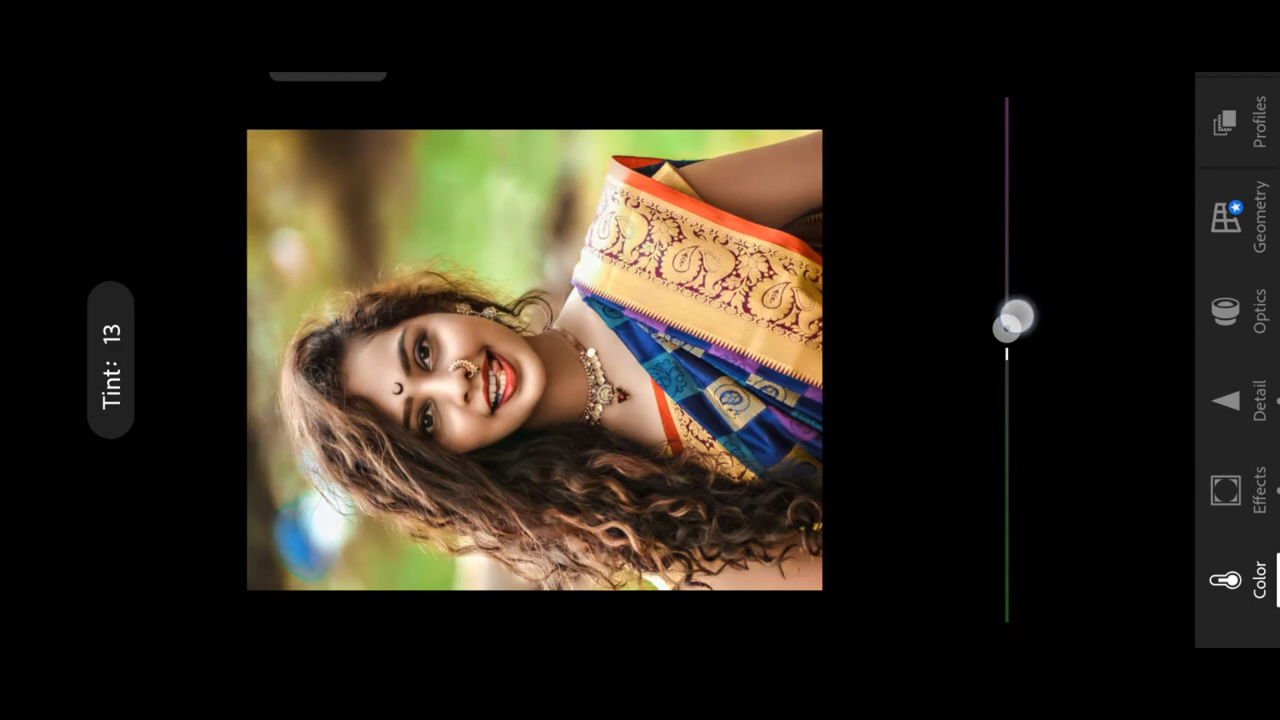 Tint: 13
Color
Effects
Detail
Optics
Geometry
Profiles